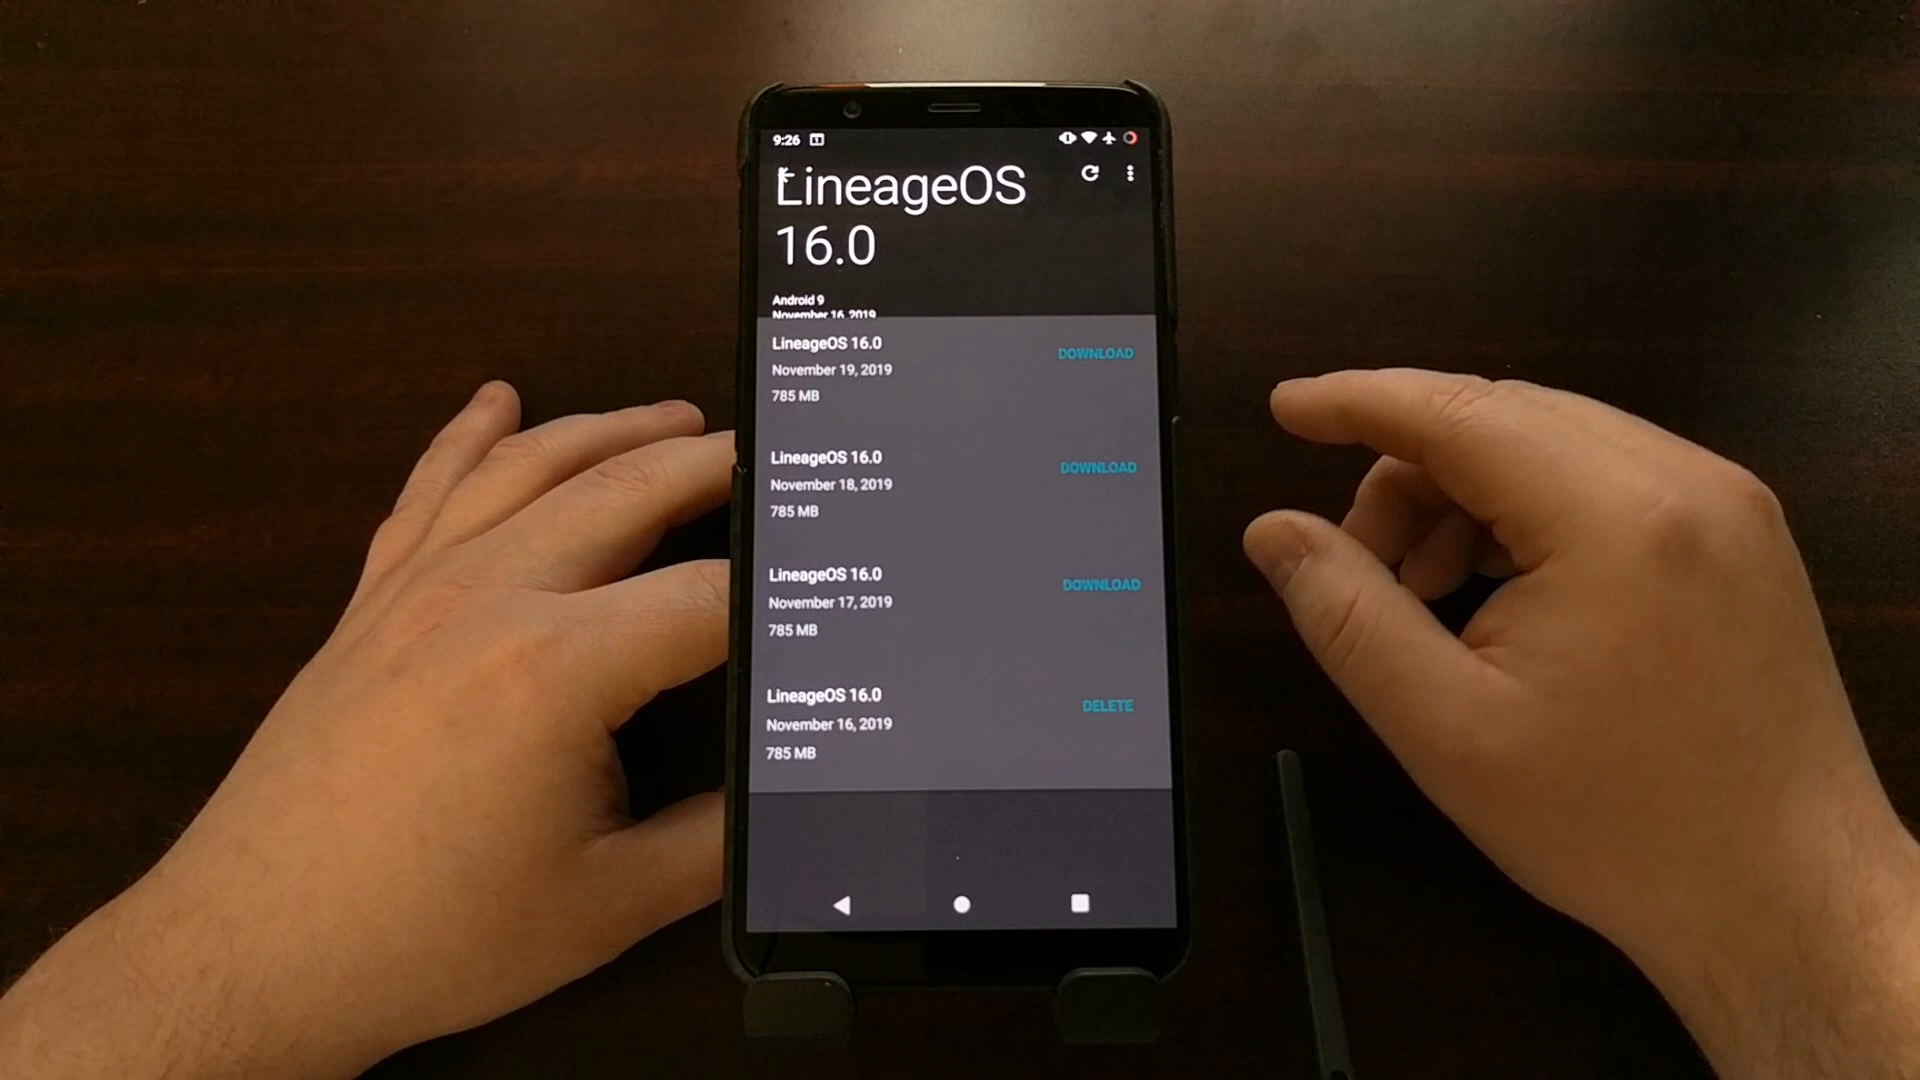 9:26
LineageOS
16.0
Android 9
November 16, 2019
LineageOS 16.0
DOWNLOAD
November 19, 2019
785 MB
LineageOS 16.0
DOWNLOAD
November 18, 2019
785 MB
LineageOS 16.0
DOWNLOAD
November 17, 2019
785 MB
LineageOS 16.0
DELETE
November 16, 2019
785 MB